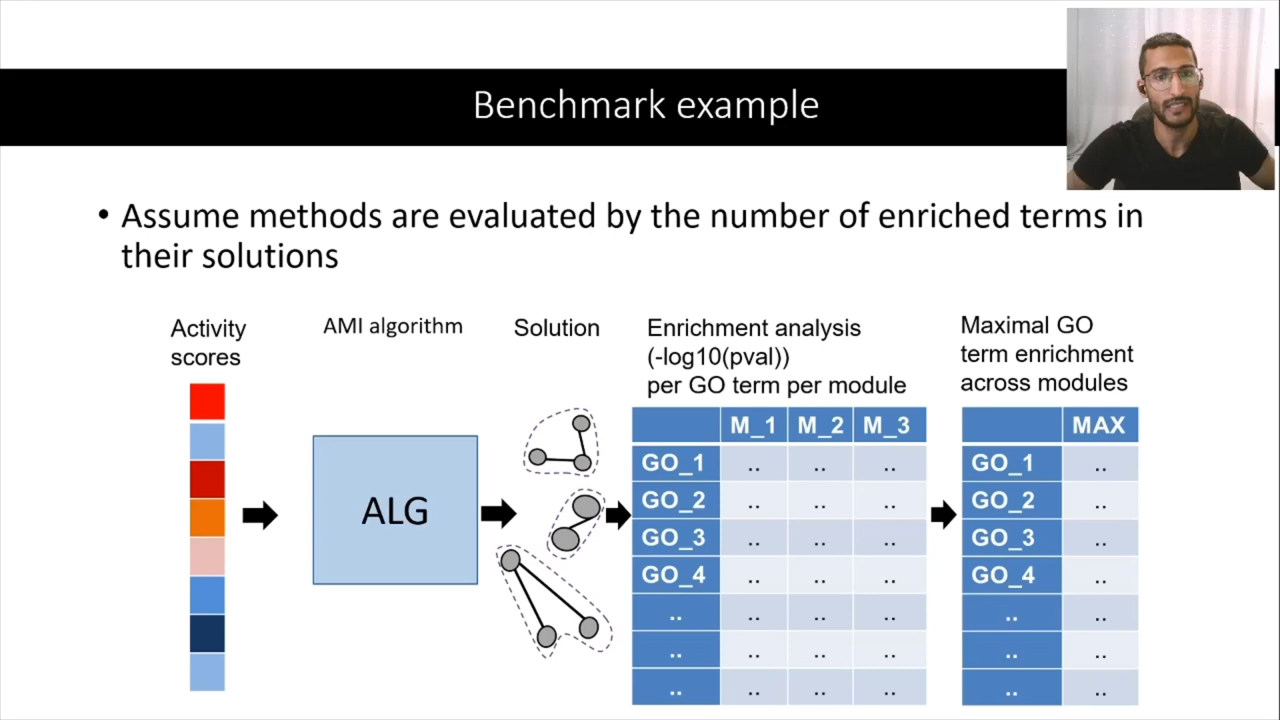 Benchmark example
• Assume methods are evaluated by the number of enriched terms in
their solutions
Activity
scores
AMI algorithm
Solution
Enrichment analysis
(-log10(pval))
per GO term per module
Maximal GO
term enrichment
across modules
ALG
M_1 M_2 M_3
GO_1 .. .. ..
GO_2 .. .. ..
GO_3 .. .. ..
GO_4 .. .. ..
.. .. .. ..
.. .. .. ..
.. .. .. ..
MAX
GO_1 ..
GO_2 ..
GO_3 ..
GO_4 ..
.. ..
.. ..
.. ..